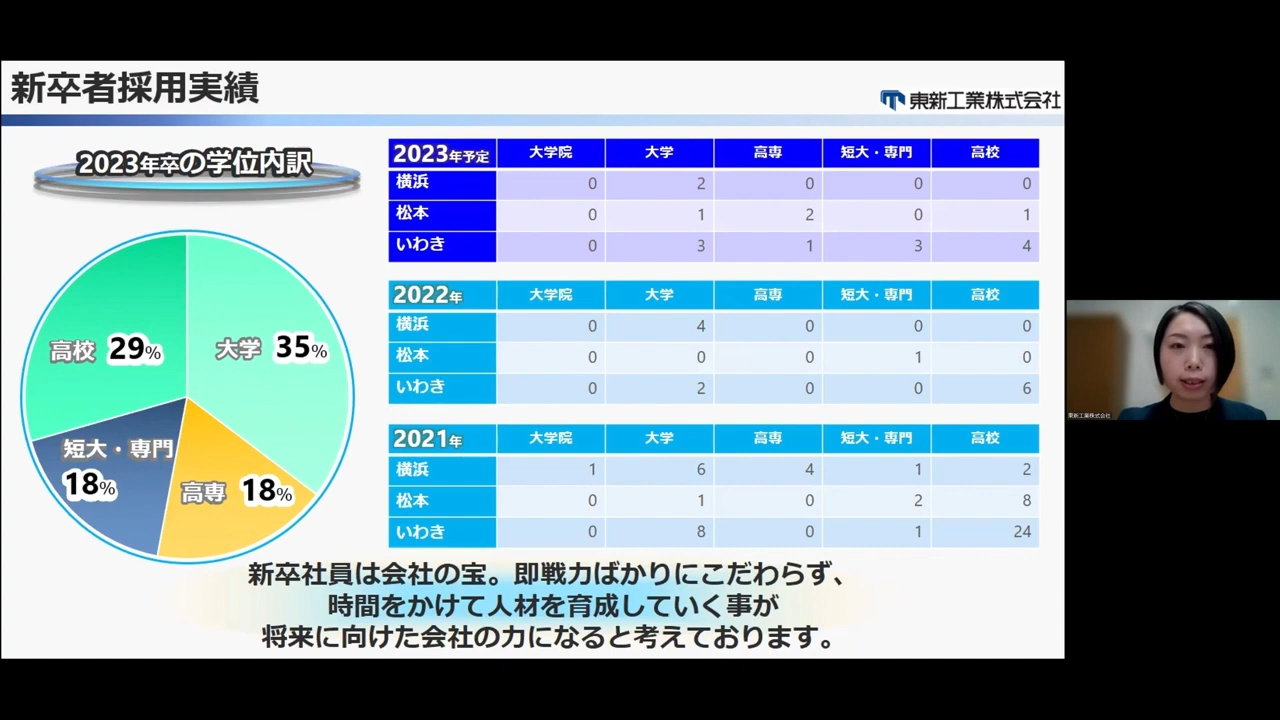 新卒者採用実績
東新工業株式会社
2023年卒の学位内訳
高校 29%
大学 35%
短大・専門
18%
高専 18%
2023年予定 大学院 大学 高専 短大・専門 高校
横浜 0 2 0 0 0
松本 0 1 2 0 1
いわき 0 3 1 3 4
2022年 大学院 大学 高専 短大・専門 高校
横浜 0 4 0 0 0
松本 0 0 0 1 0
いわき 0 2 0 0 6
2021年 大学院 大学 高専 短大・専門 高校
横浜 1 6 4 1 2
松本 0 1 0 2 8
いわき 0 8 0 1 24
新卒社員は会社の宝。即戦力ばかりにこだわらず、
時間をかけて人材を育成していく事が
将来に向けた会社の力になると考えております。
東新工業株式会社